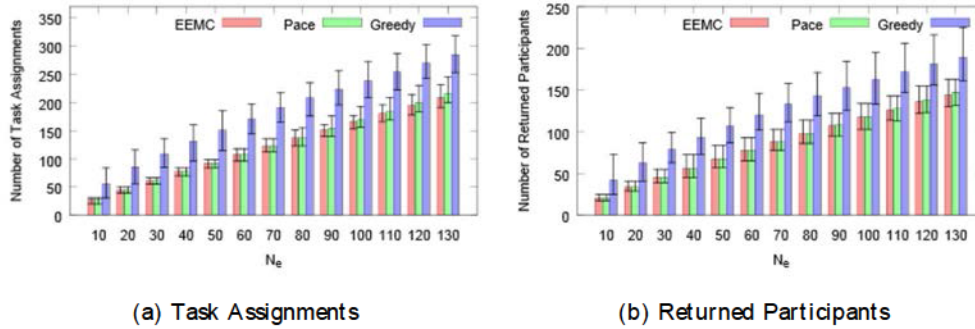 EEMC Pace Greedy
Number of Task Assignments
350
300
250
200
150
100
50
0
10 20 30 40 50 60 70 80 90 100 110 120 130
Ne
(a) Task Assignments
EEMC Pace Greedy
Number of Returned Participants
250
200
150
100
50
0
10 20 30 40 50 60 70 80 90 100 110 120 130
Ne
(b) Returned Participants